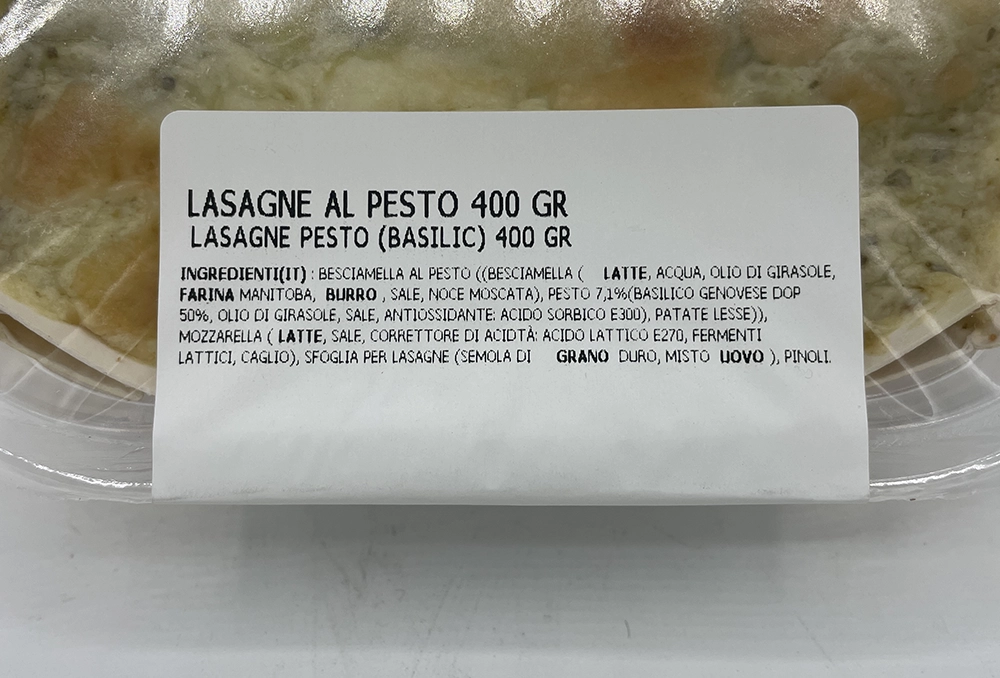 LASAGNE AL PESTO 400 GR
LASAGNE PESTO (BASILIC) 400 GR
INGREDIENTI(IT) : BESCIAMELLA AL PESTO ((BESCIAMELLA ( LATTE, ACQUA, OLIO DI GIRASOLE,
FARINA MANITOBA, BURRO , SALE, NOCE MOSCATA), PESTO 7,1%(BASILICO GENOVESE DOP
50%, OLIO DI GIRASOLE, SALE, ANTIOSSIDANTE: ACIDO SORBICO E300), PATATE LESSE)),
MOZZARELLA ( LATTE, SALE, CORRETTORE DI ACIDTÀ: ACIDO LATTICO E270, FERMENTI
LATTICI, CAGLIO), SFOGLIA PER LASAGNE (SEMOLA DI GRANO DURO, MISTO UOVO ), PINOLI.